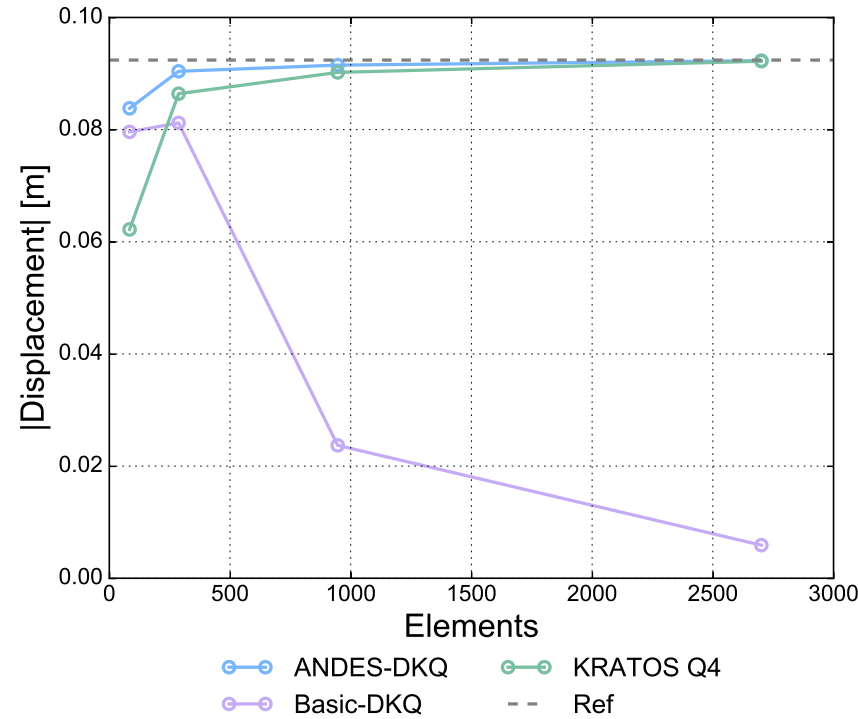 0.10
0.08
0.06
0.04
0.02
0.00
|Displacement| [m]
0 500 1000 1500 2000 2500 3000
Elements
ANDES-DKQ KRATOS Q4
Basic-DKQ Ref